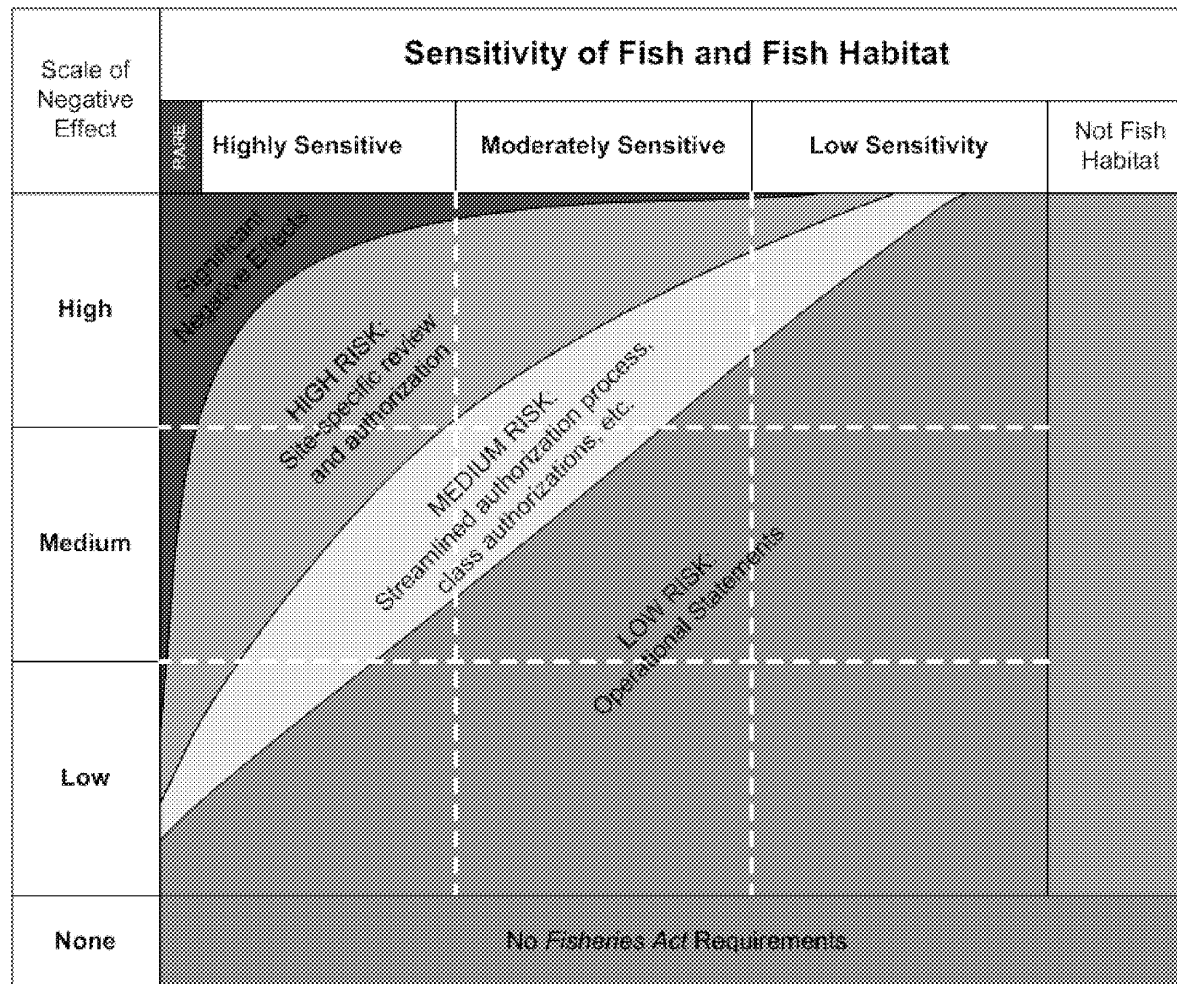 Scale of
Negative
Effect
Sensitivity of Fish and Fish Habitat
RARE
Highly Sensitive
Moderately Sensitive
Low Sensitivity
Not Fish
Habitat
High
Medium
Low
None
Significant
Negative Effects
HIGH RISK.
Site-specific review
and authorization
MEDIUM RISK.
Streamlined authorization process,
class authorizations, etc.
LOW RISK.
Operational Statements
No Fisheries Act Requirements